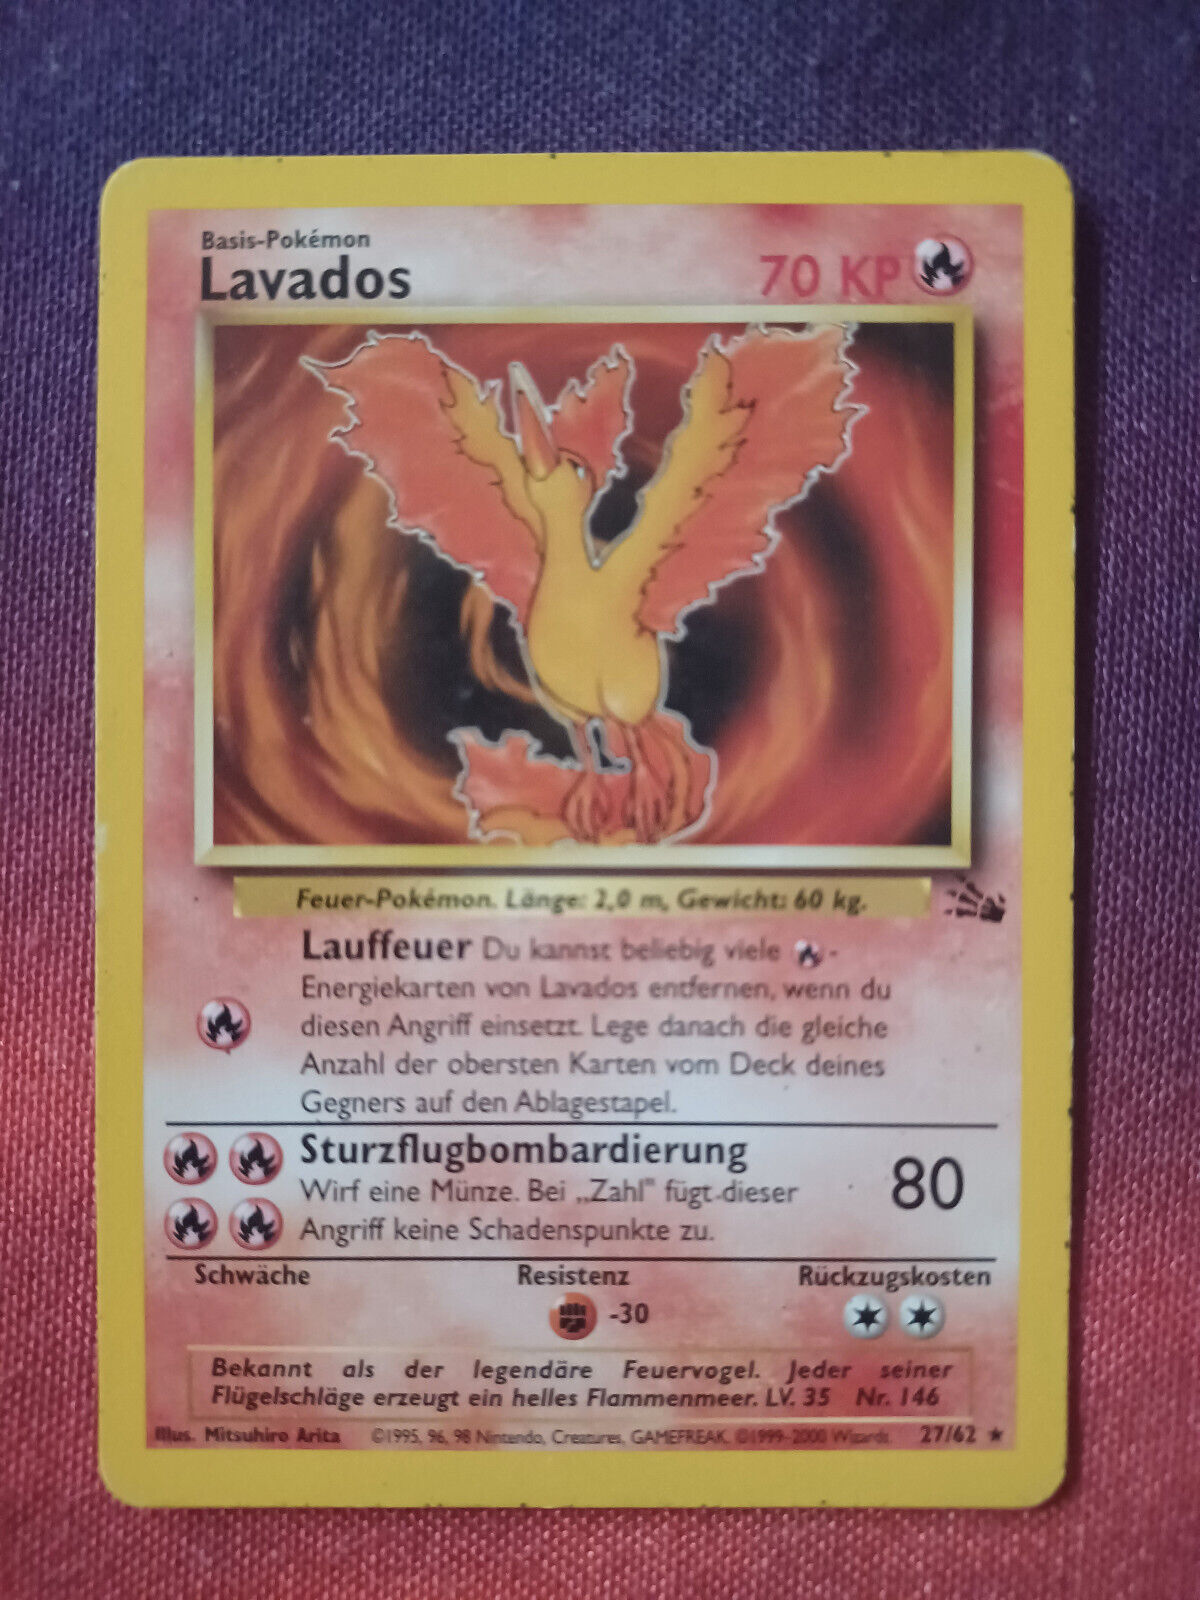 Basis-Pokémon
Lavados
70 KP
Feuer-Pokémon. Länge: 2,0 m, Gewicht: 60 kg.
Lauffeuer Du kannst beliebig viele -
Energiekarten von Lavados entfernen, wenn du
diesen Angriff einsetzt. Lege danach die gleiche
Anzahl der obersten Karten vom Deck deines
Gegners auf den Ablagestapel.
Sturzflugbombardierung
Wirf eine Münze. Bei „Zahl" fügt dieser
Angriff keine Schadenspunkte zu.
80
Schwäche Resistenz Rückzugskosten
-30
Bekannt als der legendäre Feuervogel. Jeder seiner
Flügelschläge erzeugt ein helles Flammenmeer. LV. 35 Nr. 146
Illus. Mitsuhiro Arita ©1995, 96, 98 Nintendo, Creatures, GAMEFREAK. ©1999-2000 Wizards. 27/62 ★